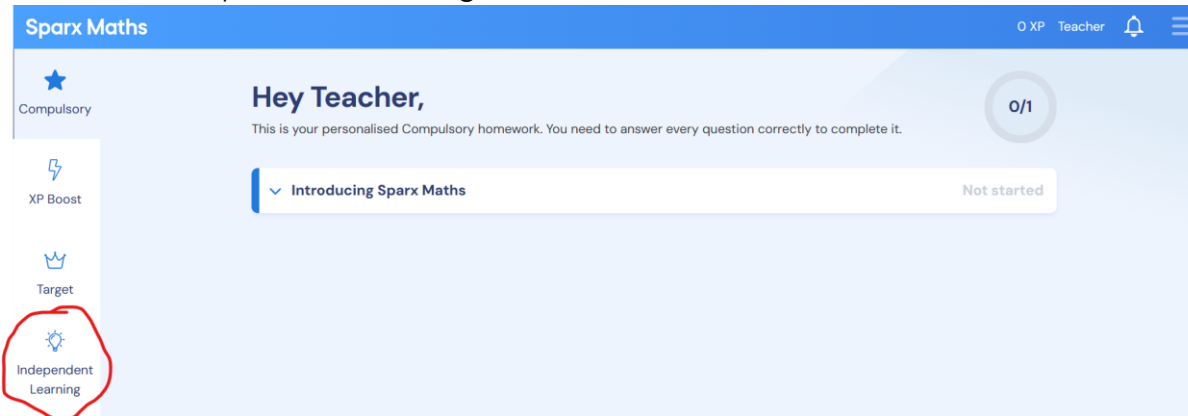 Sparx Maths
0 XP Teacher
Compulsory
Hey Teacher,
0/1
This is your personalised Compulsory homework. You need to answer every question correctly to complete it.
Introducing Sparx Maths
Not started
XP Boost
Target
Independent
Learning